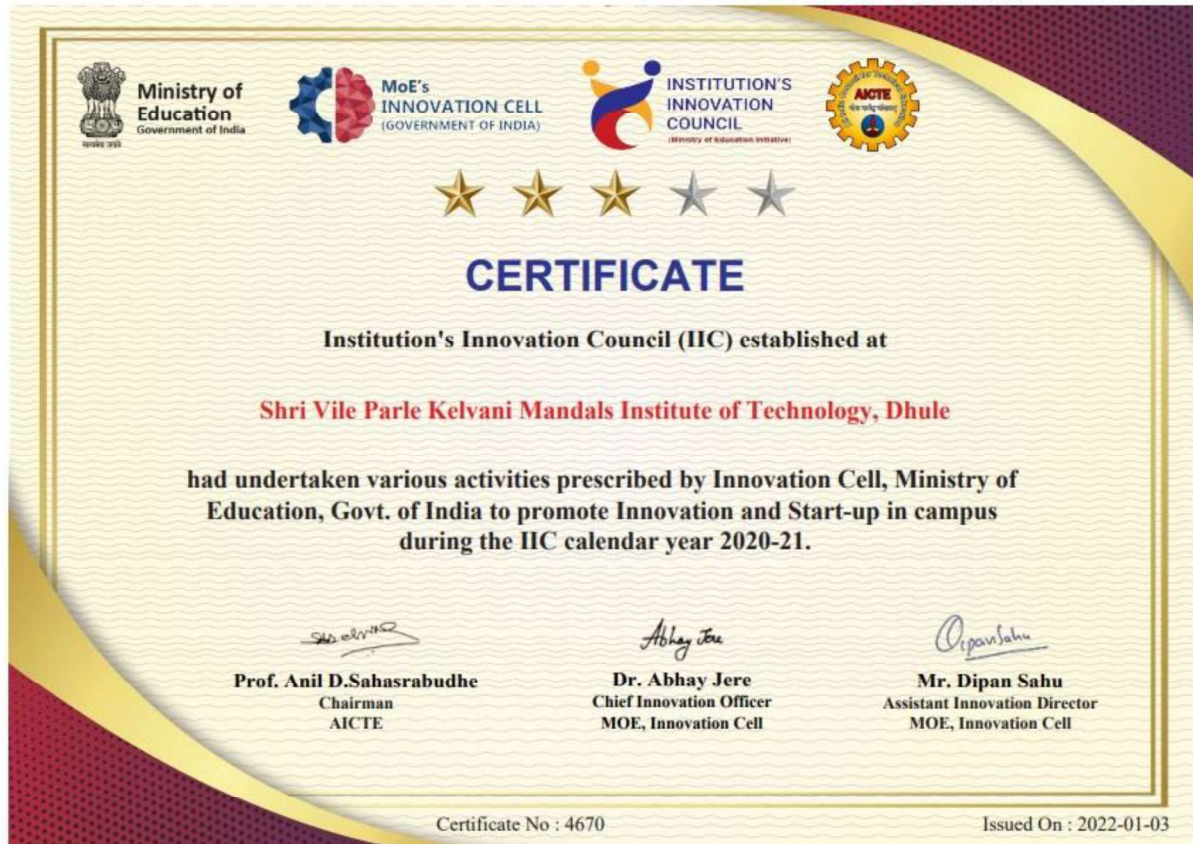 Ministry of
Education
Government of India
सत्यमेव जयते
MoE's
INNOVATION CELL
(GOVERNMENT OF INDIA)
INSTITUTION'S
INNOVATION
COUNCIL
(Ministry of Education Initiative)
AICTE
CERTIFICATE
Institution's Innovation Council (IIC) established at
Shri Vile Parle Kelvani Mandals Institute of Technology, Dhule
had undertaken various activities prescribed by Innovation Cell, Ministry of
Education, Govt. of India to promote Innovation and Start-up in campus
during the IIC calendar year 2020-21.
Abhay Jere
Dipan Sahu
Prof. Anil D.Sahasrabudhe
Chairman
AICTE
Dr. Abhay Jere
Chief Innovation Officer
MOE, Innovation Cell
Mr. Dipan Sahu
Assistant Innovation Director
MOE, Innovation Cell
Certificate No : 4670
Issued On : 2022-01-03